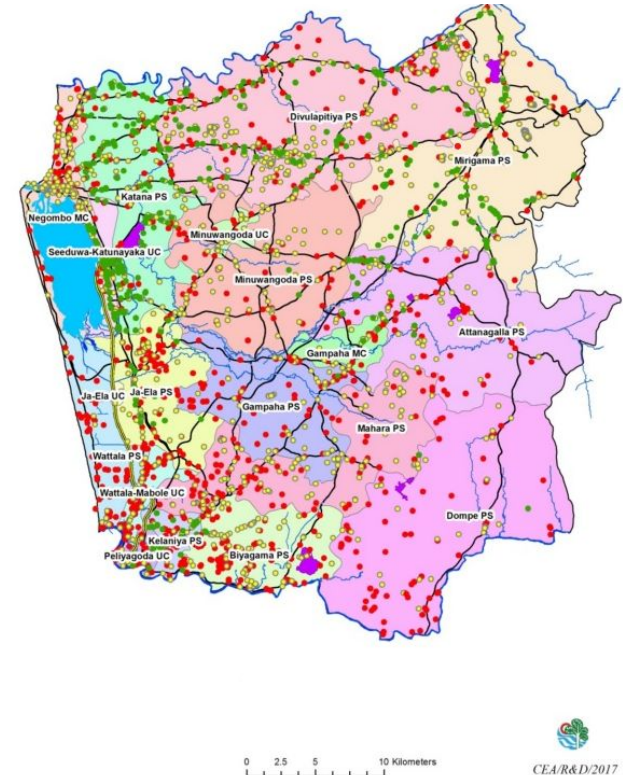 Divulapitiya PS
Mirigama PS
Katana PS
Negombo MC
Minuwangoda UC
Seeduwa-Katunayaka UC
Minuwangoda PS
Attanagalla PS
Gampaha MC
Ja-Ela UC
Ja-Ela PS
Gampaha PS
Mahara PS
Wattala PS
Wattala-Mabole UC
Dompe PS
Kelaniya PS
Peliyagoda UC
Biyagama PS
0 2.5 5 10 Kilometers
CEA/R&D/2017